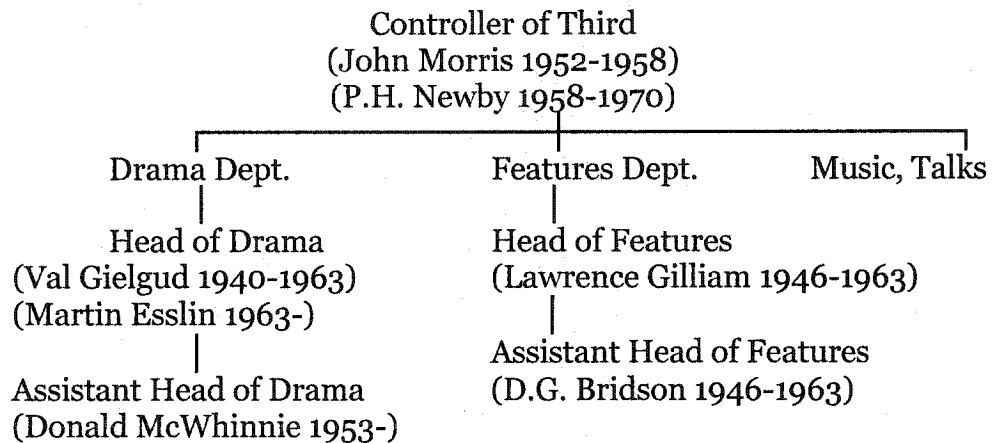 Controller of Third
(John Morris 1952-1958)
(P.H. Newby 1958-1970)
Drama Dept.
Features Dept.
Music, Talks
Head of Drama
(Val Gielgud 1940-1963)
(Martin Esslin 1963-)
Assistant Head of Drama
(Donald McWhinnie 1953-)
Head of Features
(Lawrence Gilliam 1946-1963)
Assistant Head of Features
(D.G. Bridson 1946-1963)